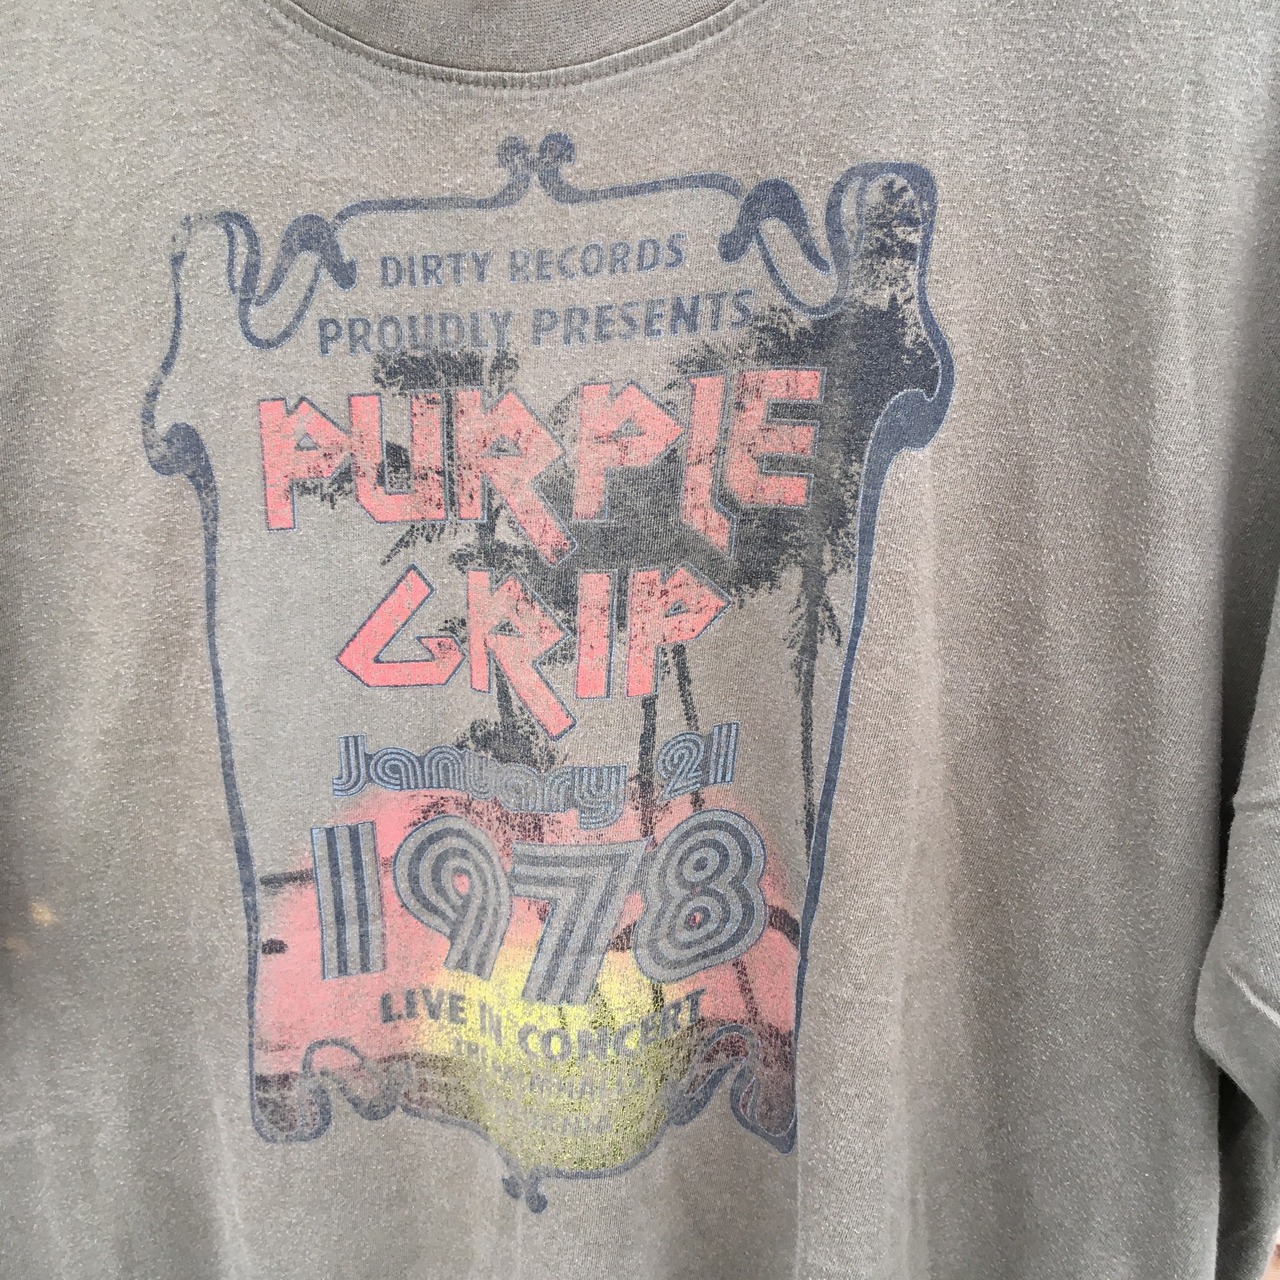 DIRTY RECORDS
PROUDLY PRESENTS
PURPLE
GRIP
January 21
1978
LIVE IN CONCERT